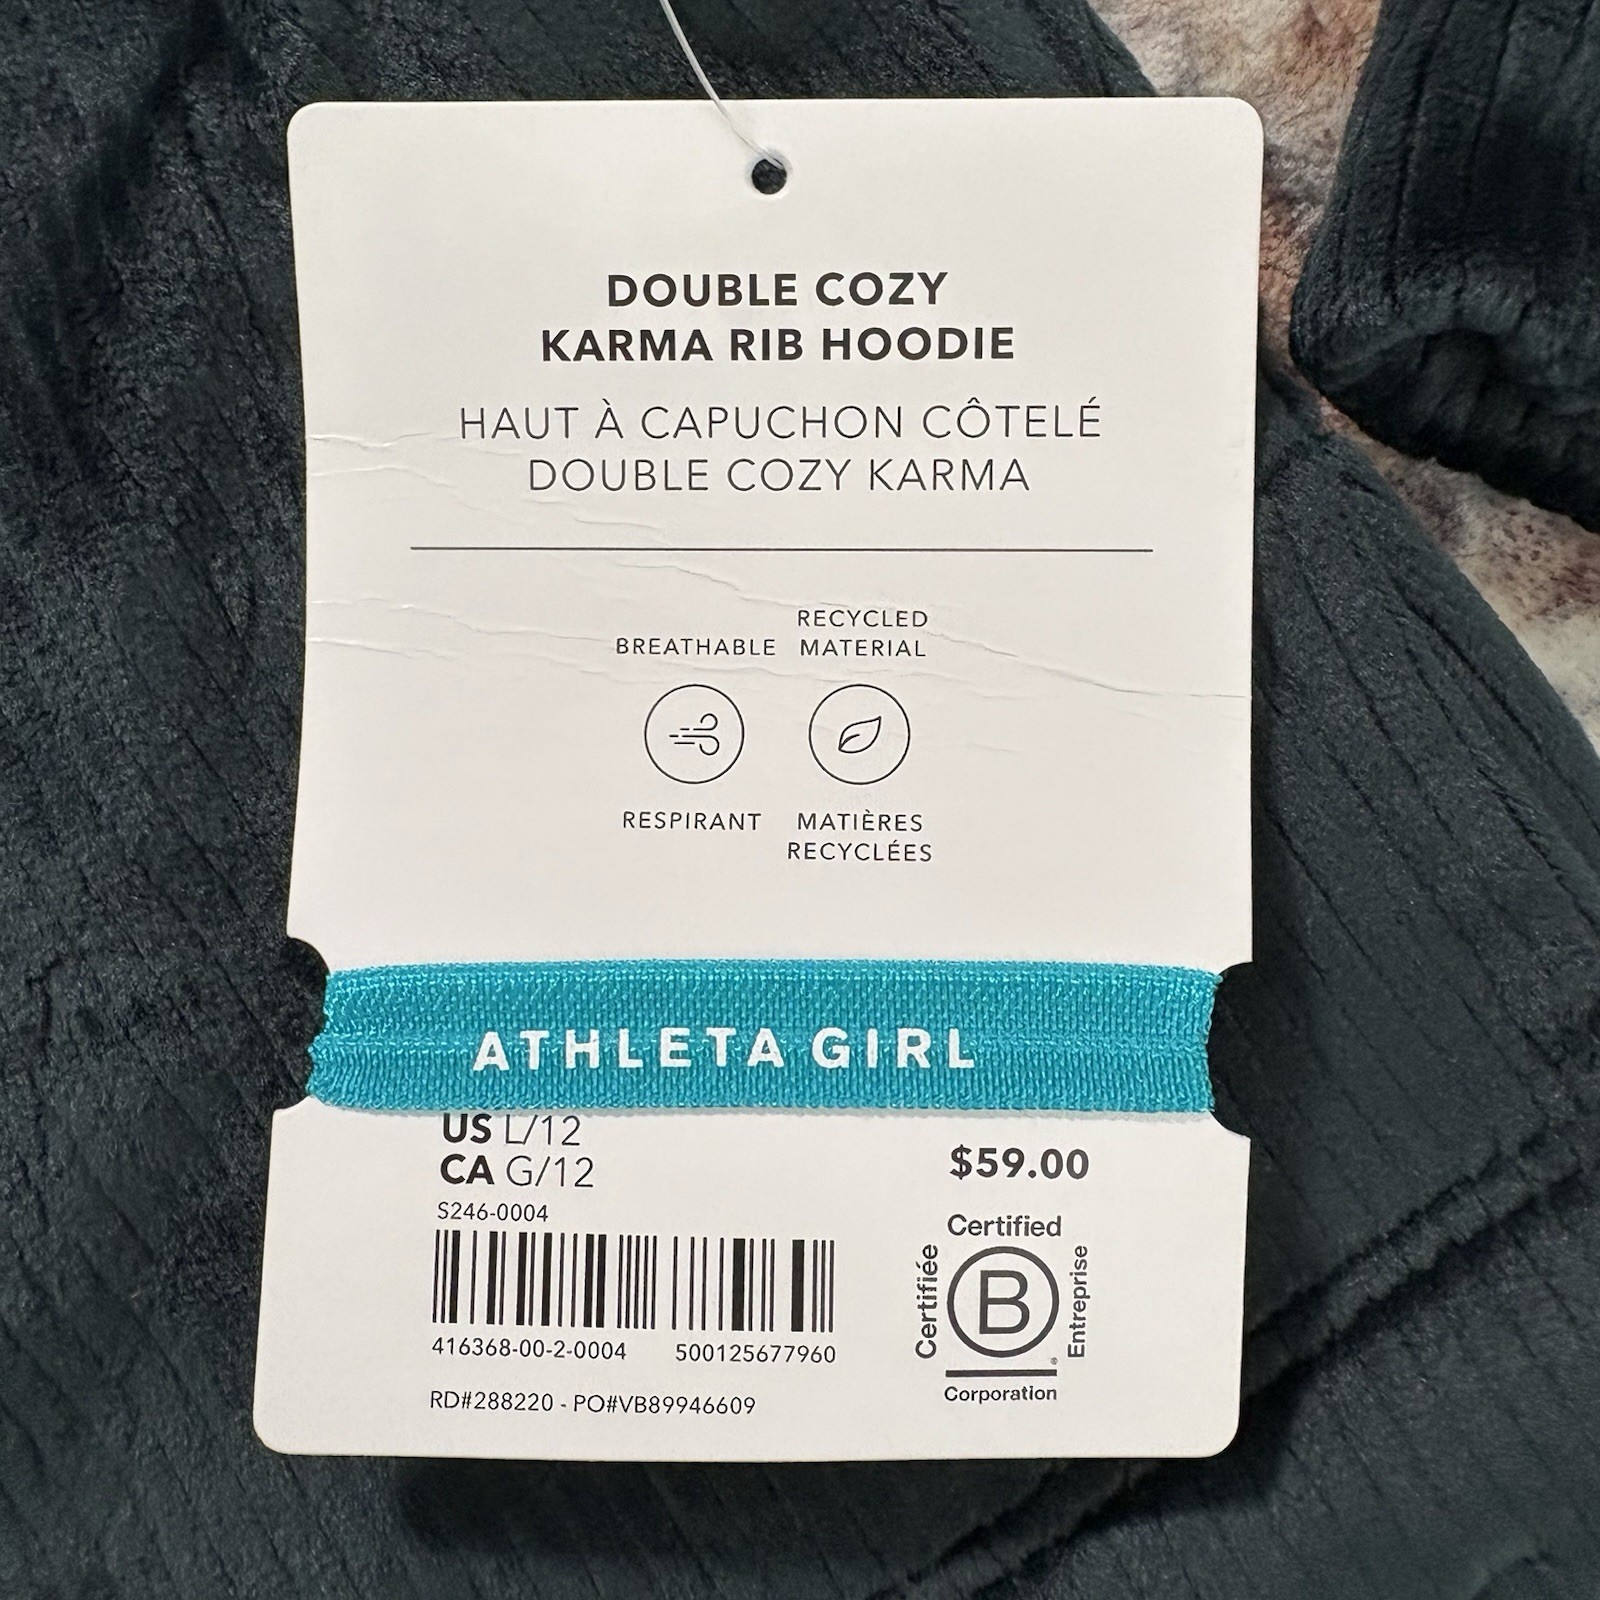 DOUBLE COZY
KARMA RIB HOODIE
HAUT À CAPUCHON CÔTELÉ
DOUBLE COZY KARMA
BREATHABLE
RECYCLED
MATERIAL
RESPIRANT
MATIÈRES
RECYCLÉES
ATHLETA GIRL
US L/12
CA G/12
$59.00
S246-0004
416368-00-2-0004 500125677960
RD#288220 - PO#VB89946609
Certified
Certifiée
B
Entreprise
®
Corporation